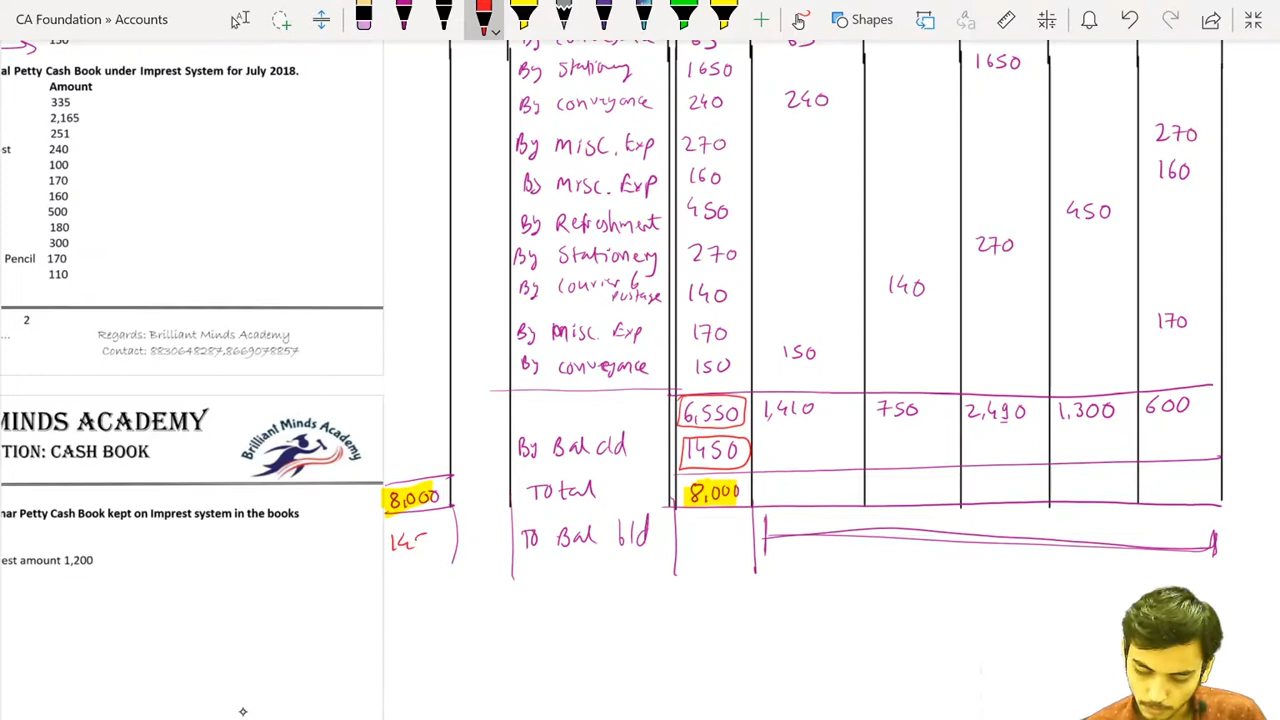 CA Foundation » Accounts
Shapes
150
al Petty Cash Book under Imprest System for July 2018.
Amount
335
2,165
251
st 240
100
170
160
500
180
300
Pencil 170
110
2
Regards: Brilliant Minds Academy
Contact: 8830648287,8669078857
MINDS ACADEMY
TION: CASH BOOK
Brilliant Minds Academy
nar Petty Cash Book kept on Imprest system in the books
est amount 1,200
By Stationery 1650 1650
By conveyance 240 240
By Misc. Exp 270 270
By Misc. Exp 160 160
By Refreshment 450 450
By Stationery 270 270
By Courier & Postage 140 140
By Misc. Exp 170 170
By conveyance 150 150
6,550 1,410 750 2,490 1,300 600
By Bal c/d 1450
8,000 Total 8,000
To Bal b/d